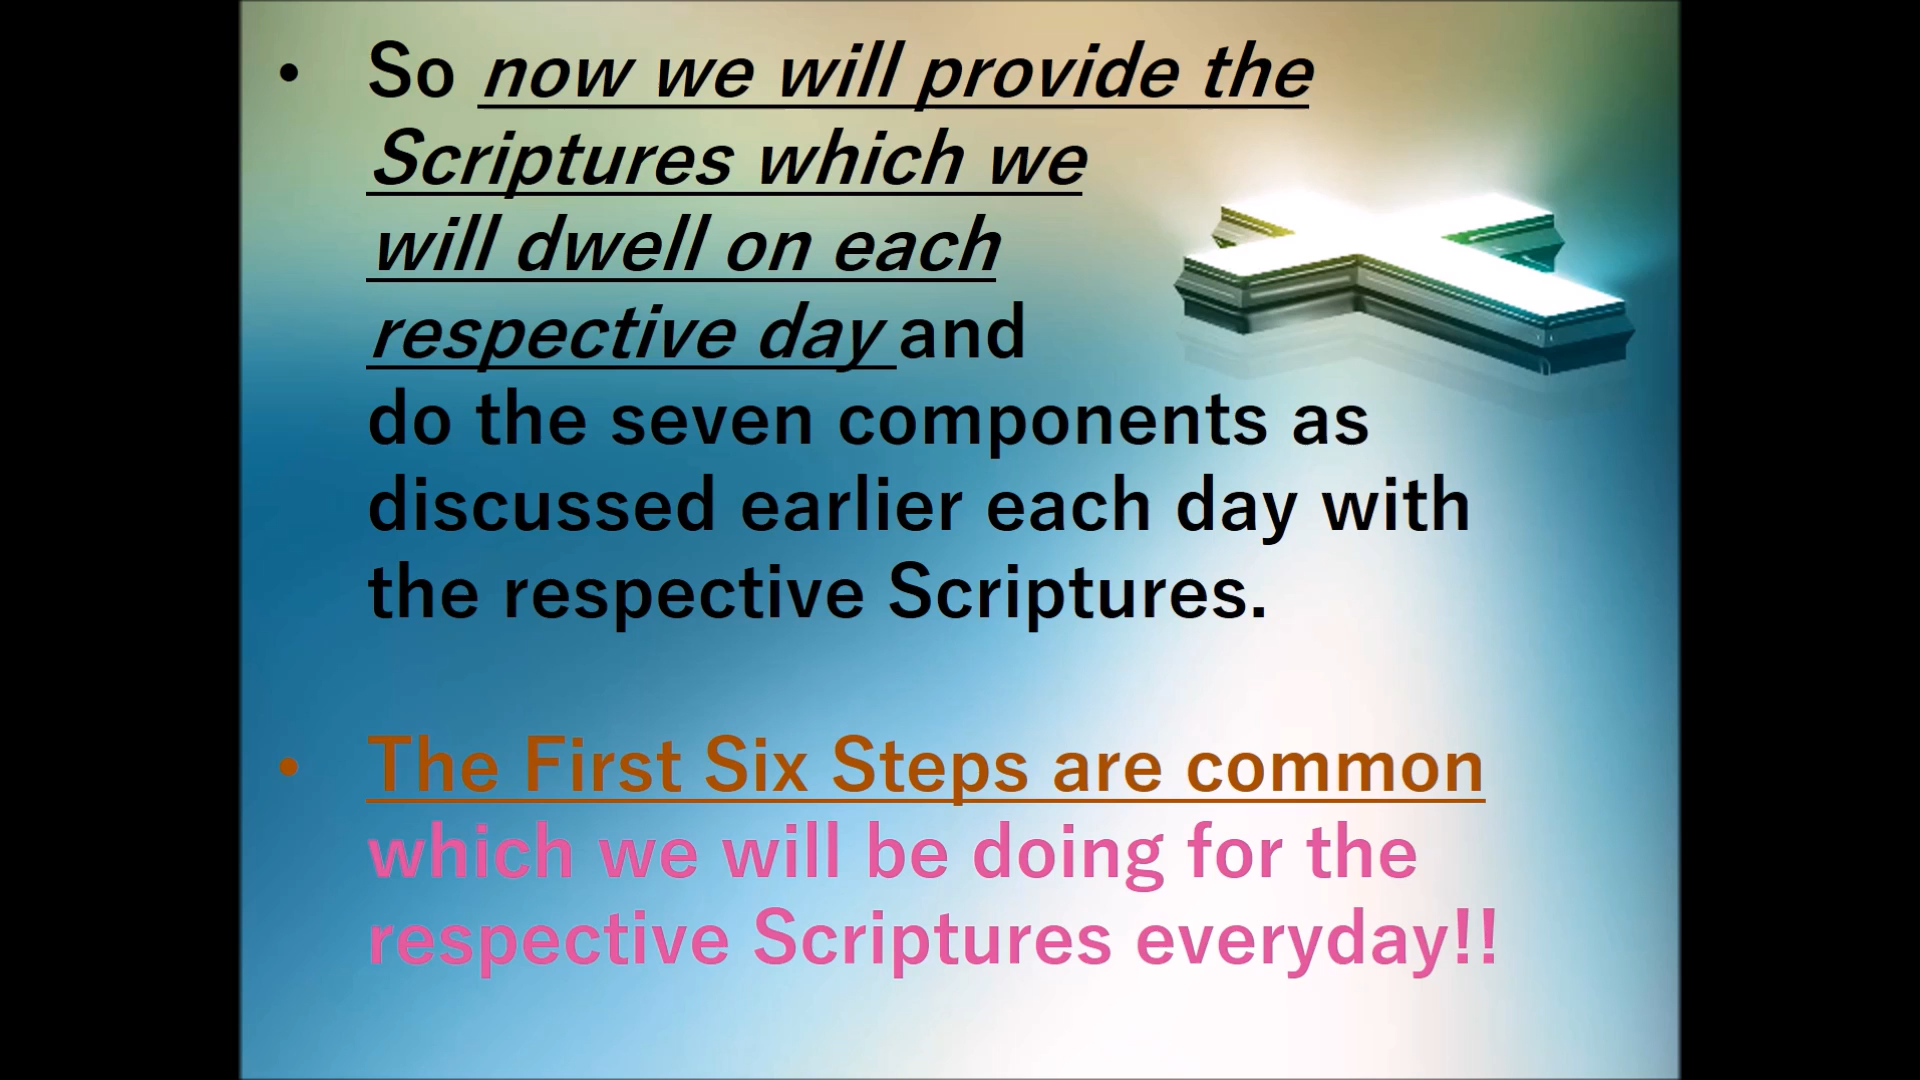 • So now we will provide the
Scriptures which we
will dwell on each
respective day and
do the seven components as
discussed earlier each day with
the respective Scriptures.
• The First Six Steps are common
which we will be doing for the
respective Scriptures everyday!!